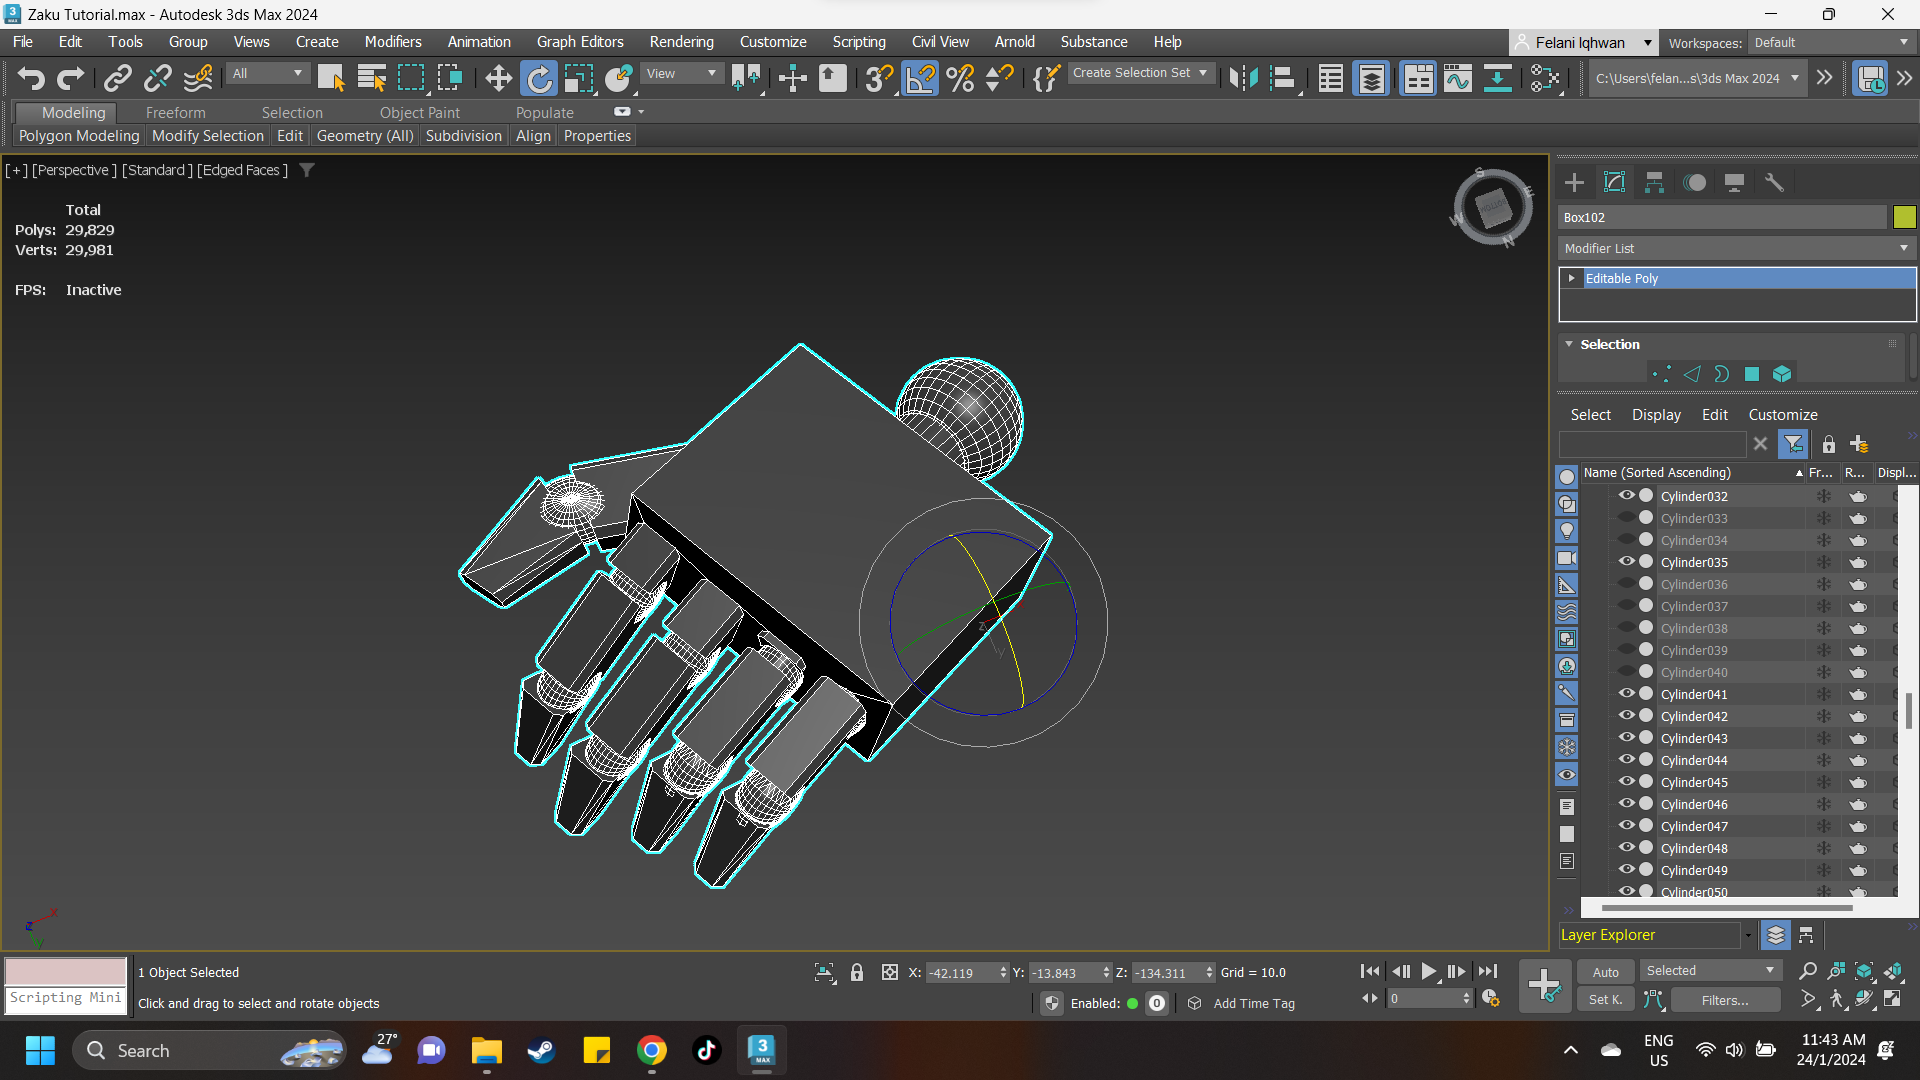 Zaku Tutorial.max - Autodesk 3ds Max 2024
File Edit Tools Group Views Create Modifiers Animation Graph Editors Rendering Customize Scripting Civil View Arnold Substance Help Felani Iqhwan Workspaces: Default
All View Create Selection Set C:\Users\felan...s\3ds Max 2024
Modeling Freeform Selection Object Paint Populate
Polygon Modeling Modify Selection Edit Geometry (All) Subdivision Align Properties
[+] [Perspective ] [Standard ] [Edged Faces ]
Total
Polys: 29,829
Verts: 29,981
FPS: Inactive
S
E
W
N
BOTTOM
Box102
Modifier List
Editable Poly
Selection
Select Display Edit Customize
Name (Sorted Ascending) Fr... R... Displ...
Cylinder032
Cylinder033
Cylinder034
Cylinder035
Cylinder036
Cylinder037
Cylinder038
Cylinder039
Cylinder040
Cylinder041
Cylinder042
Cylinder043
Cylinder044
Cylinder045
Cylinder046
Cylinder047
Cylinder048
Cylinder049
Cylinder050
Layer Explorer
z
y
x
z
y
Scripting Mini
1 Object Selected
Click and drag to select and rotate objects
X: -42.119 Y: -13.843 Z: -134.311 Grid = 10.0
Enabled: 0 Add Time Tag
0
Auto Selected
Set K. Filters...
Search
27°
3
MAX
ENG
US
11:43 AM
24/1/2024